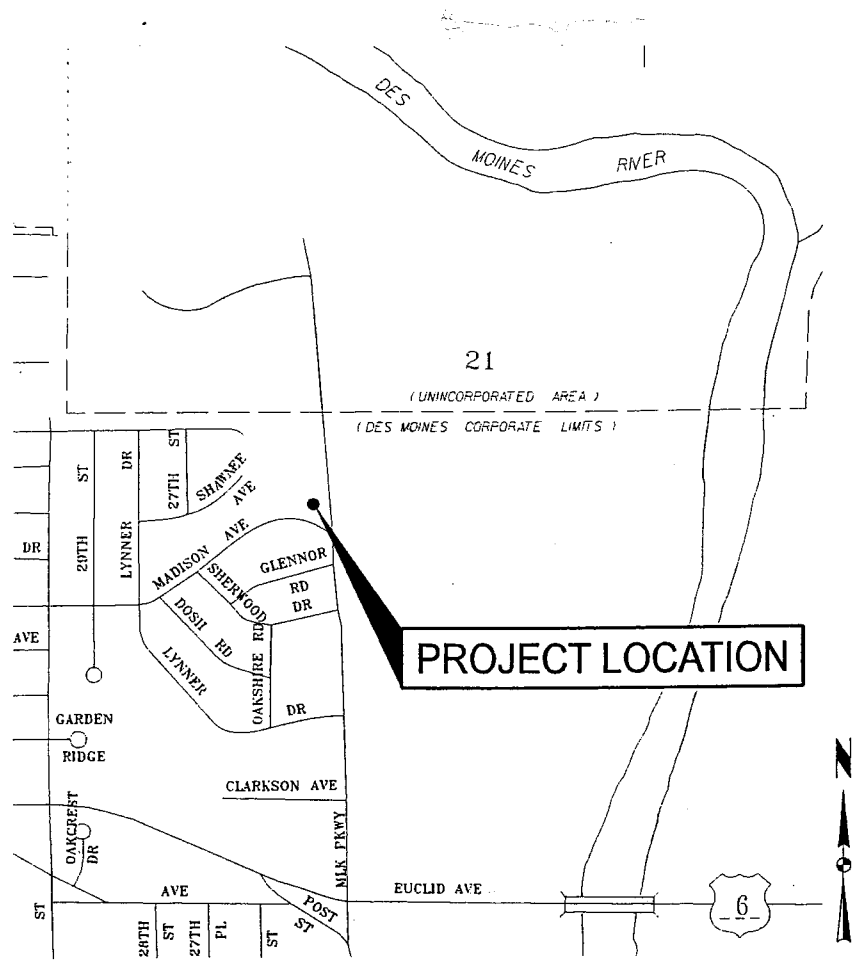 DES
MOINES
RIVER
21
( UNINCORPORATED AREA )
( DES MOINES CORPORATE LIMITS )
29TH ST
LYNNER DR
27TH ST
SHAWNEE AVE
DR
MADISON AVE
GLENNOR RD
SHERWOOD DR
DOSH RD
AVE
LYNNER DR
OAKSHIRE RD
PROJECT LOCATION
GARDEN
RIDGE
N
CLARKSON AVE
OAKCREST DR
MLK PKWY
AVE
EUCLID AVE
6
POST ST
ST
28TH ST
27TH PL
ST